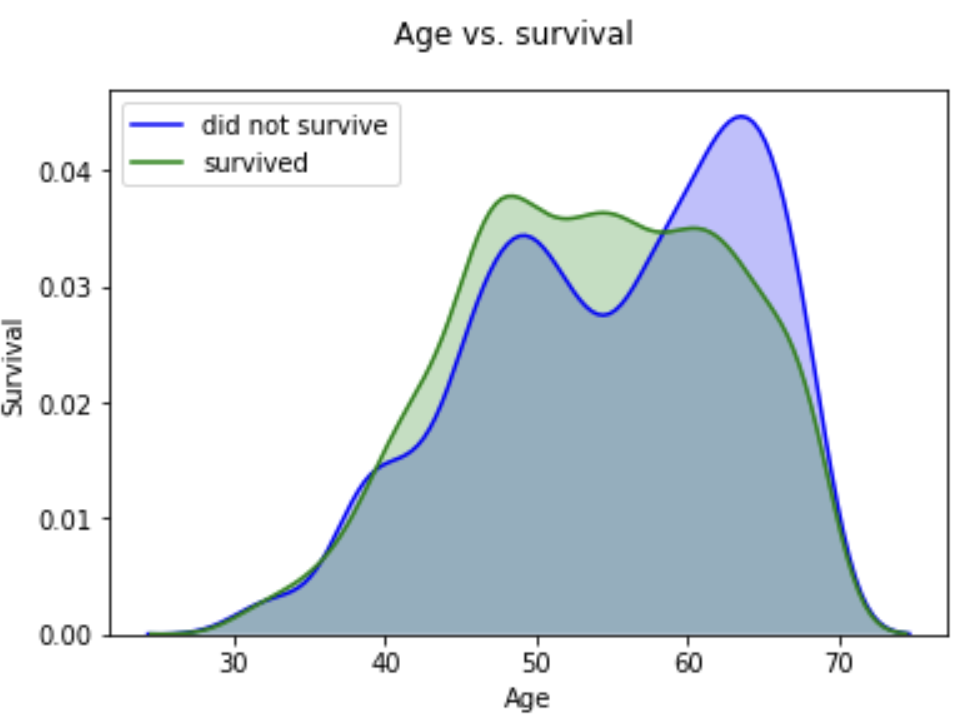 Age vs. survival
did not survive
survived
0.04
0.03
0.02
0.01
0.00
Survival
30 40 50 60 70
Age